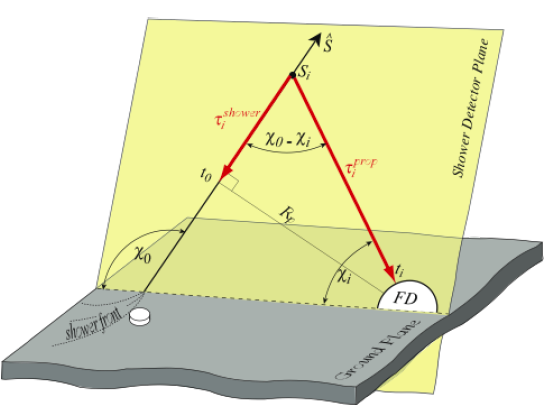 Ŝ
S_i
τ_i^shower
χ_0 - χ_i
τ_i^prop
Shower Detector Plane
t_0
R_p
χ_0
χ_i
t_i
FD
shower front
Ground Plane